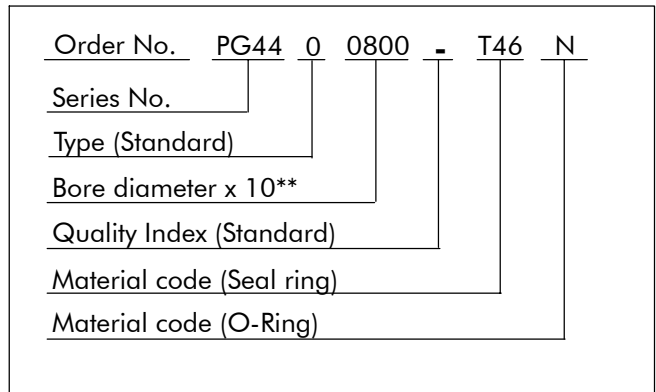 Order No. PG44 0 0800 - T46 N
Series No.
Type (Standard)
Bore diameter x 10**
Quality Index (Standard)
Material code (Seal ring)
Material code (O-Ring)